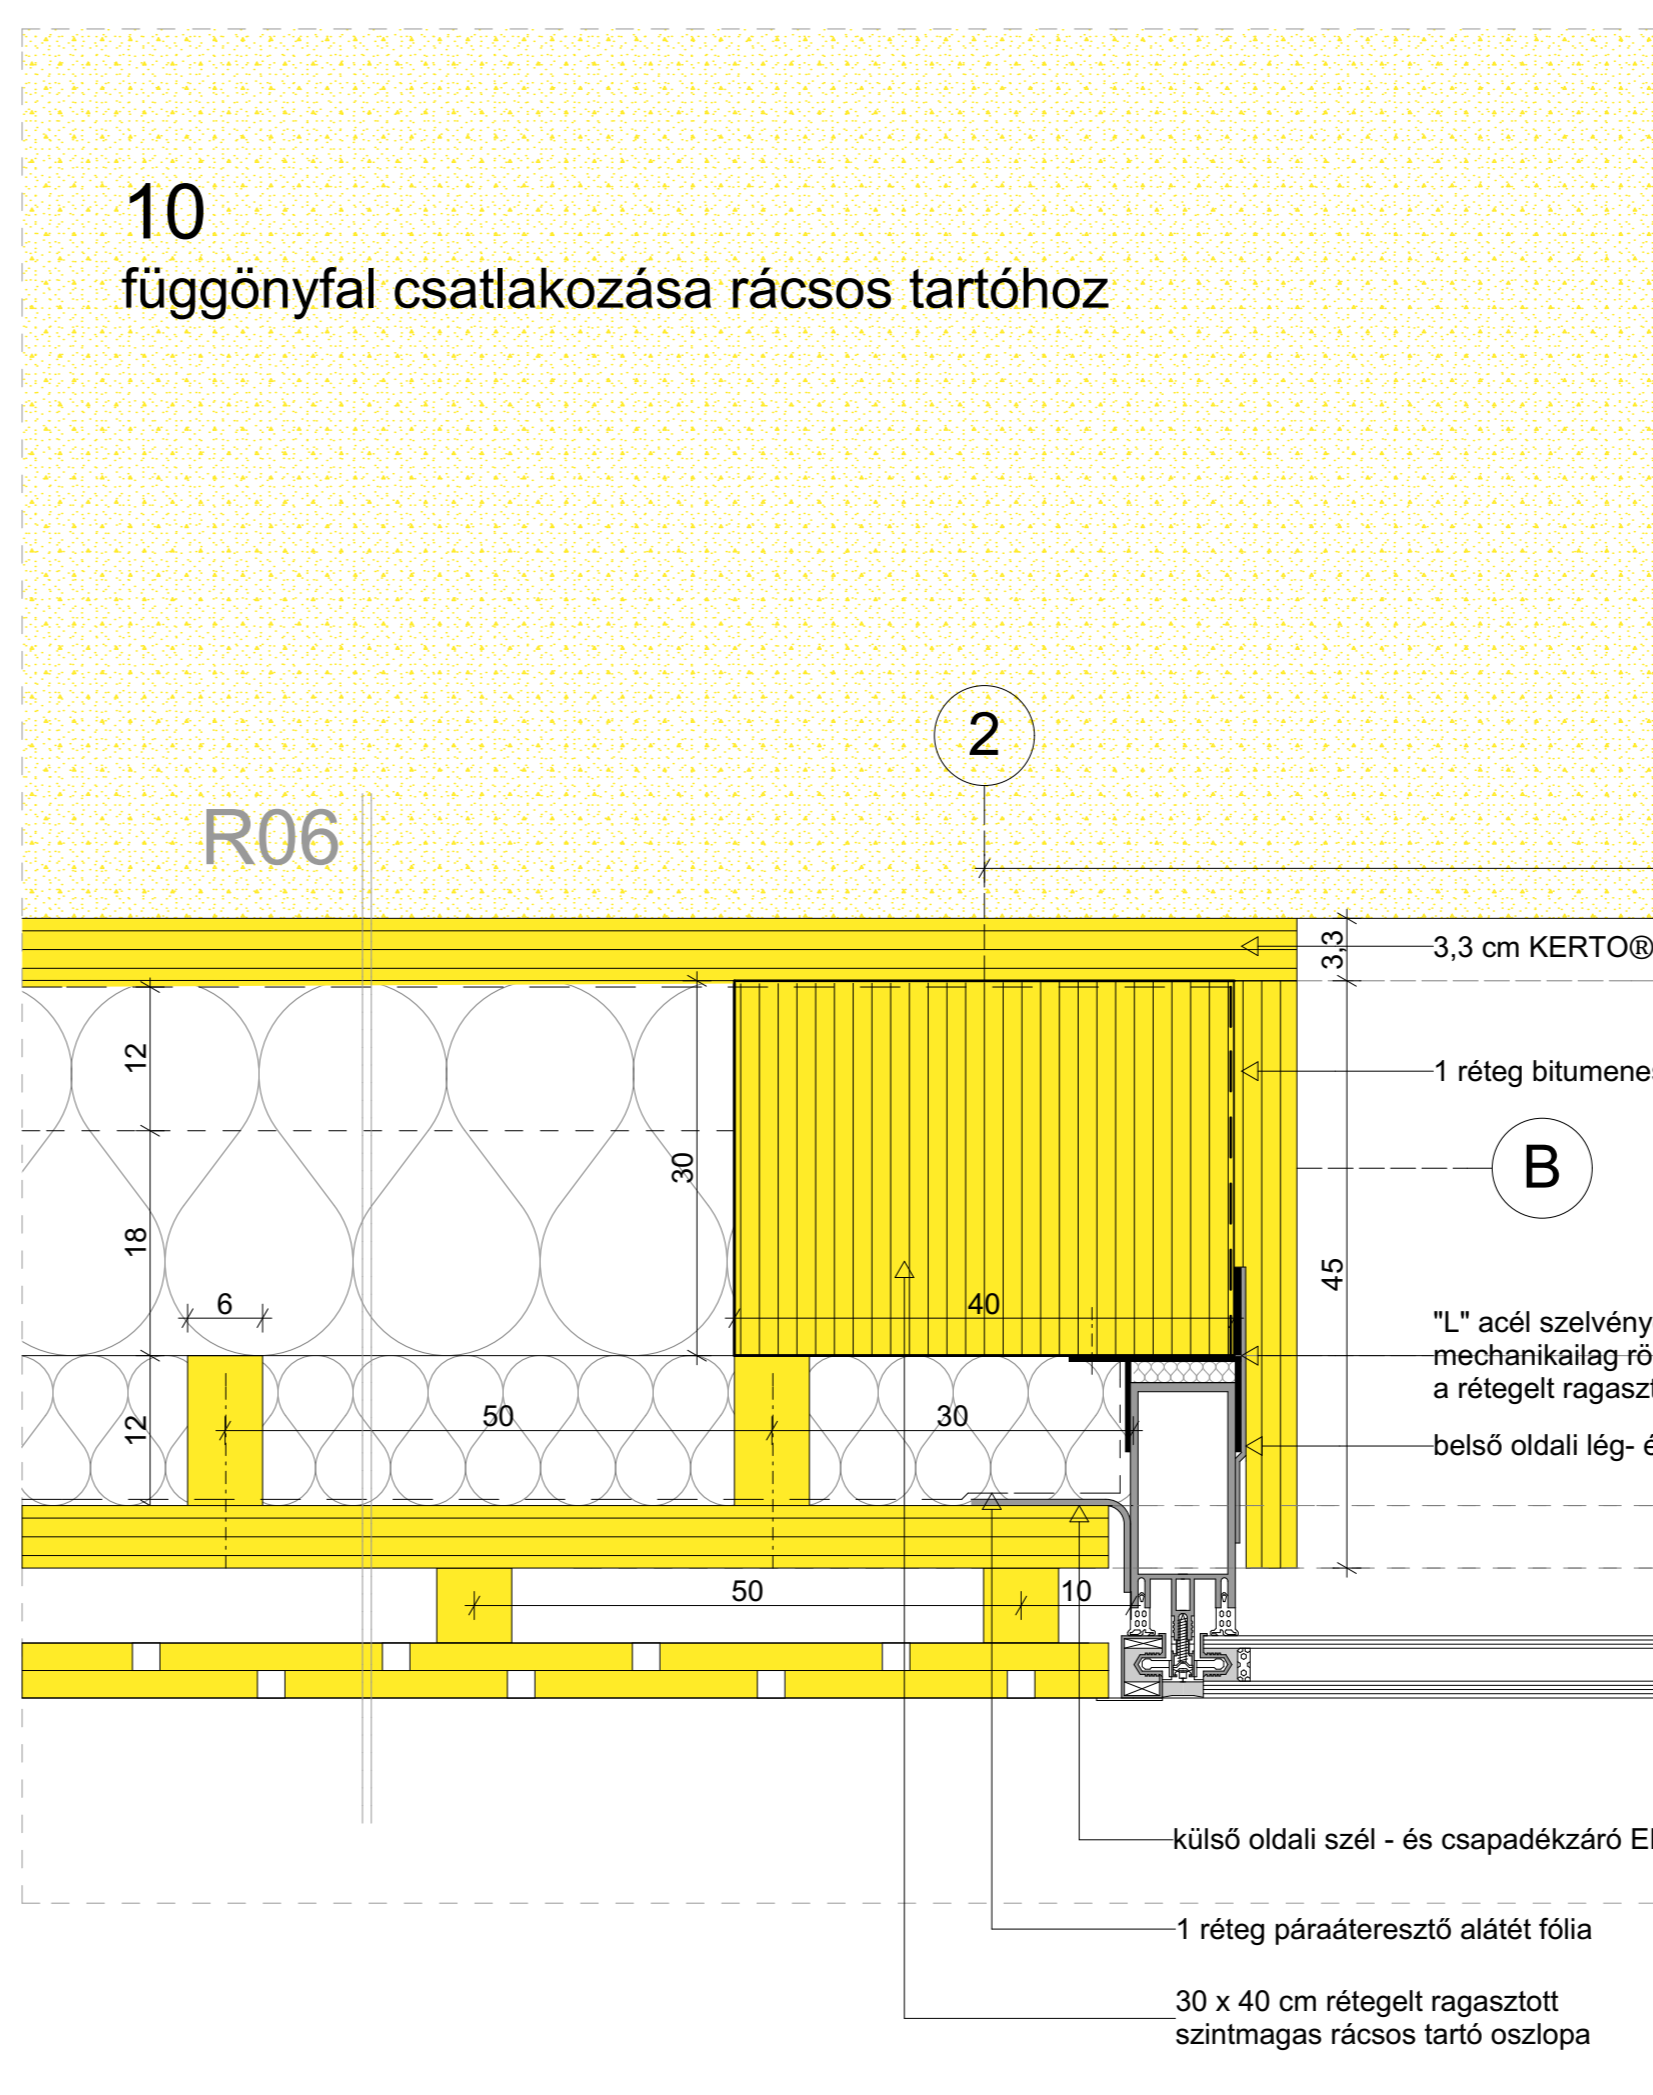 10
függönyfal csatlakozása rácsos tartóhoz
2
R06
3,3
3,3 cm KERTO®
12
1 réteg bitumenes
30
B
18
45
6
40
"L" acél szelvény
mechanikailag rö
a rétegelt ragaszt
12
50
30
belső oldali lég- é
50
10
külső oldali szél - és csapadékzáró
1 réteg páraáteresztő alátét fólia
30 x 40 cm rétegelt ragasztott
szintmagas rácsos tartó oszlopa